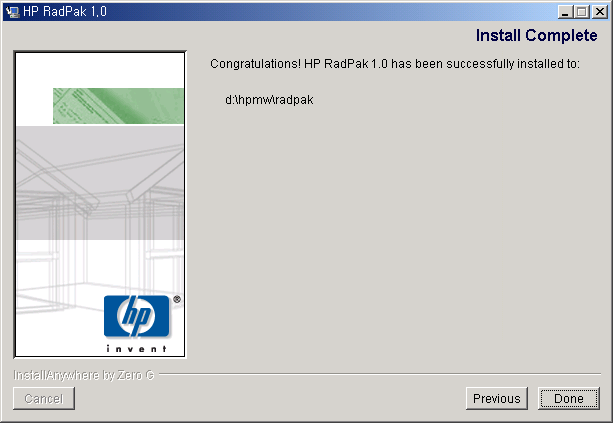 HP RadPak 1,0
Install Complete
Congratulations! HP RadPak 1.0 has been successfully installed to:
d:\hpmw\radpak
hp
®
invent
InstallAnywhere by Zero G
Cancel
Previous
Done